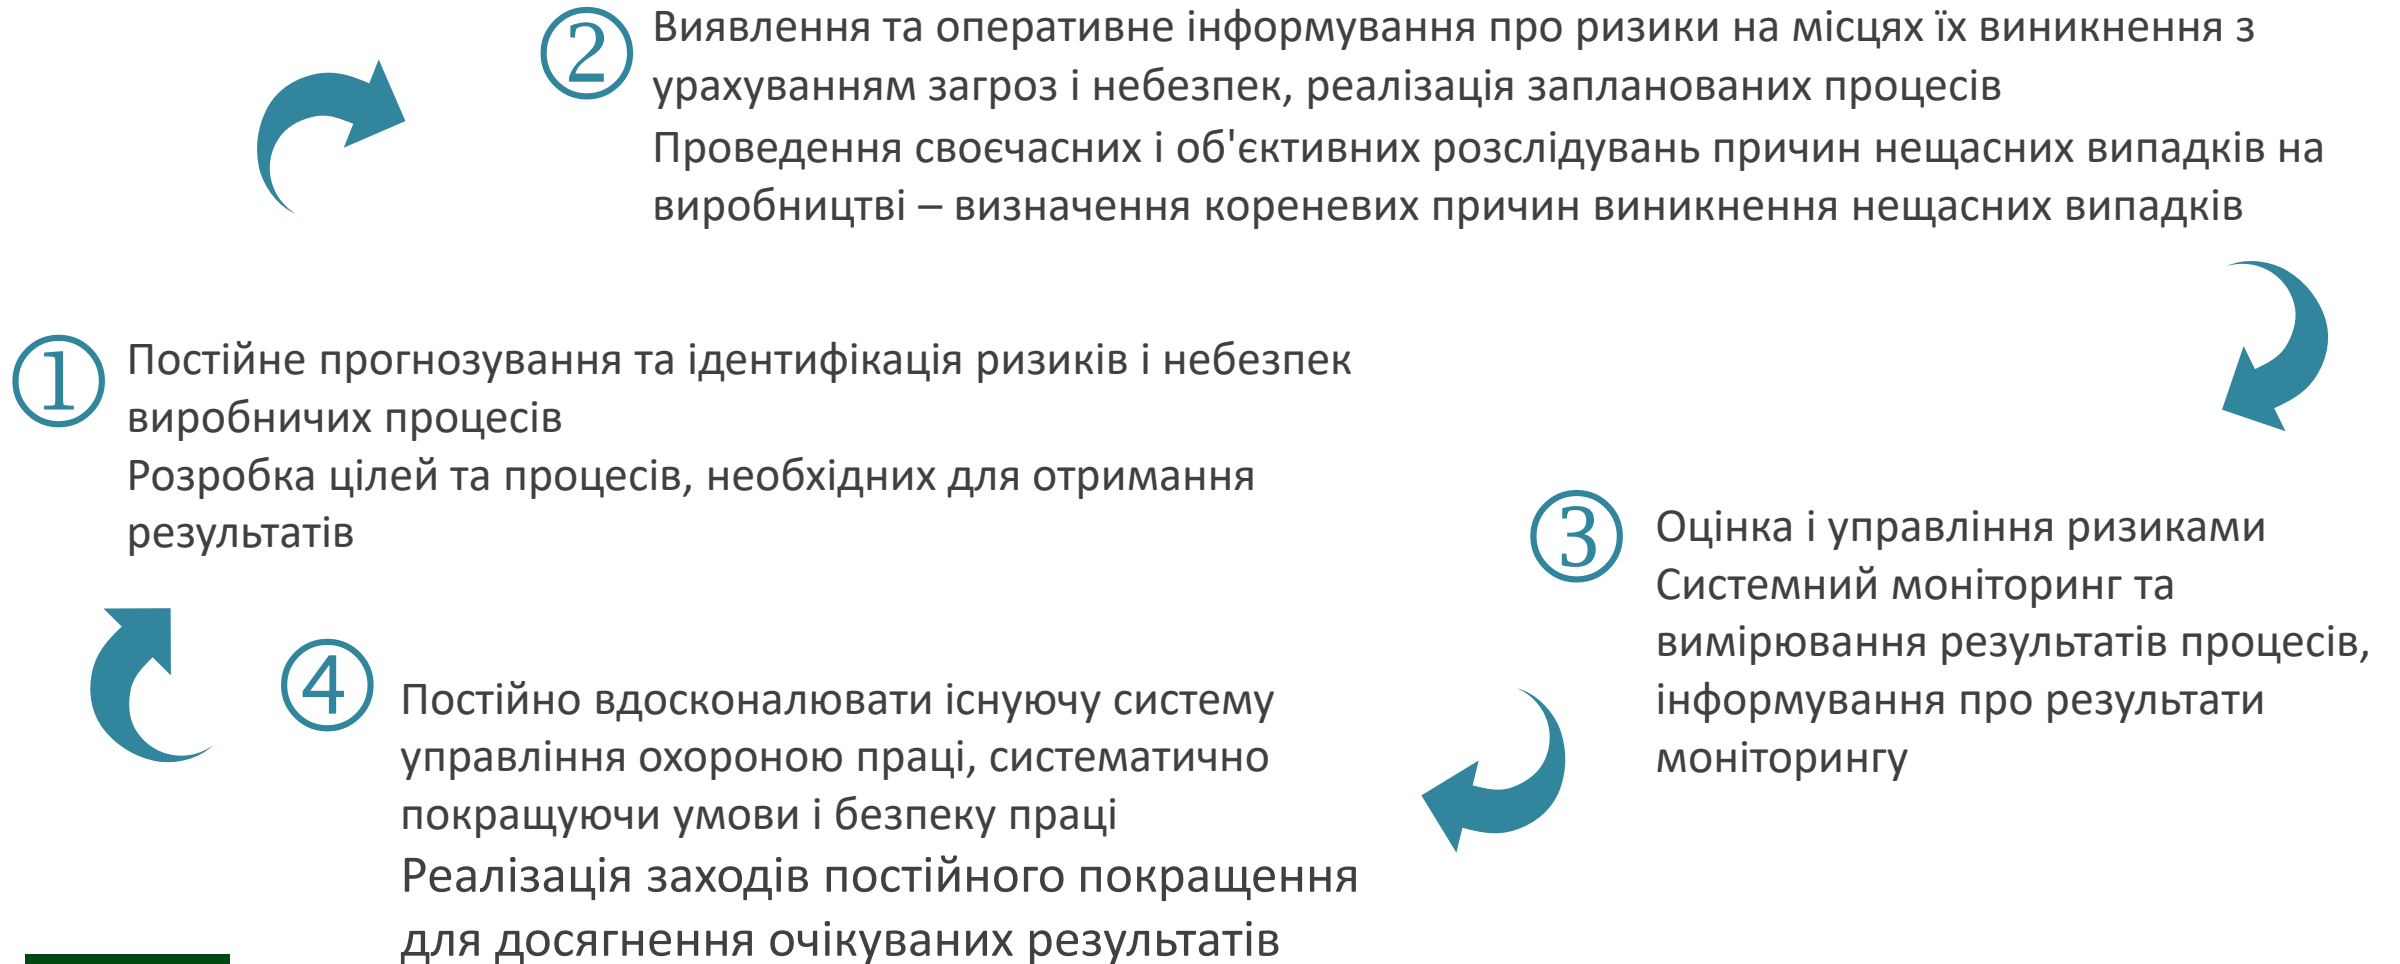 ②
Виявлення та оперативне інформування про ризики на місцях їх виникнення з
урахуванням загроз і небезпек, реалізація запланованих процесів
Проведення своєчасних і об'єктивних розслідувань причин нещасних випадків на
виробництві – визначення кореневих причин виникнення нещасних випадків
①
Постійне прогнозування та ідентифікація ризиків і небезпек
виробничих процесів
Розробка цілей та процесів, необхідних для отримання
результатів
③
Оцінка і управління ризиками
Системний моніторинг та
вимірювання результатів процесів,
інформування про результати
моніторингу
④
Постійно вдосконалювати існуючу систему
управління охороною праці, систематично
покращуючи умови і безпеку праці
Реалізація заходів постійного покращення
для досягнення очікуваних результатів